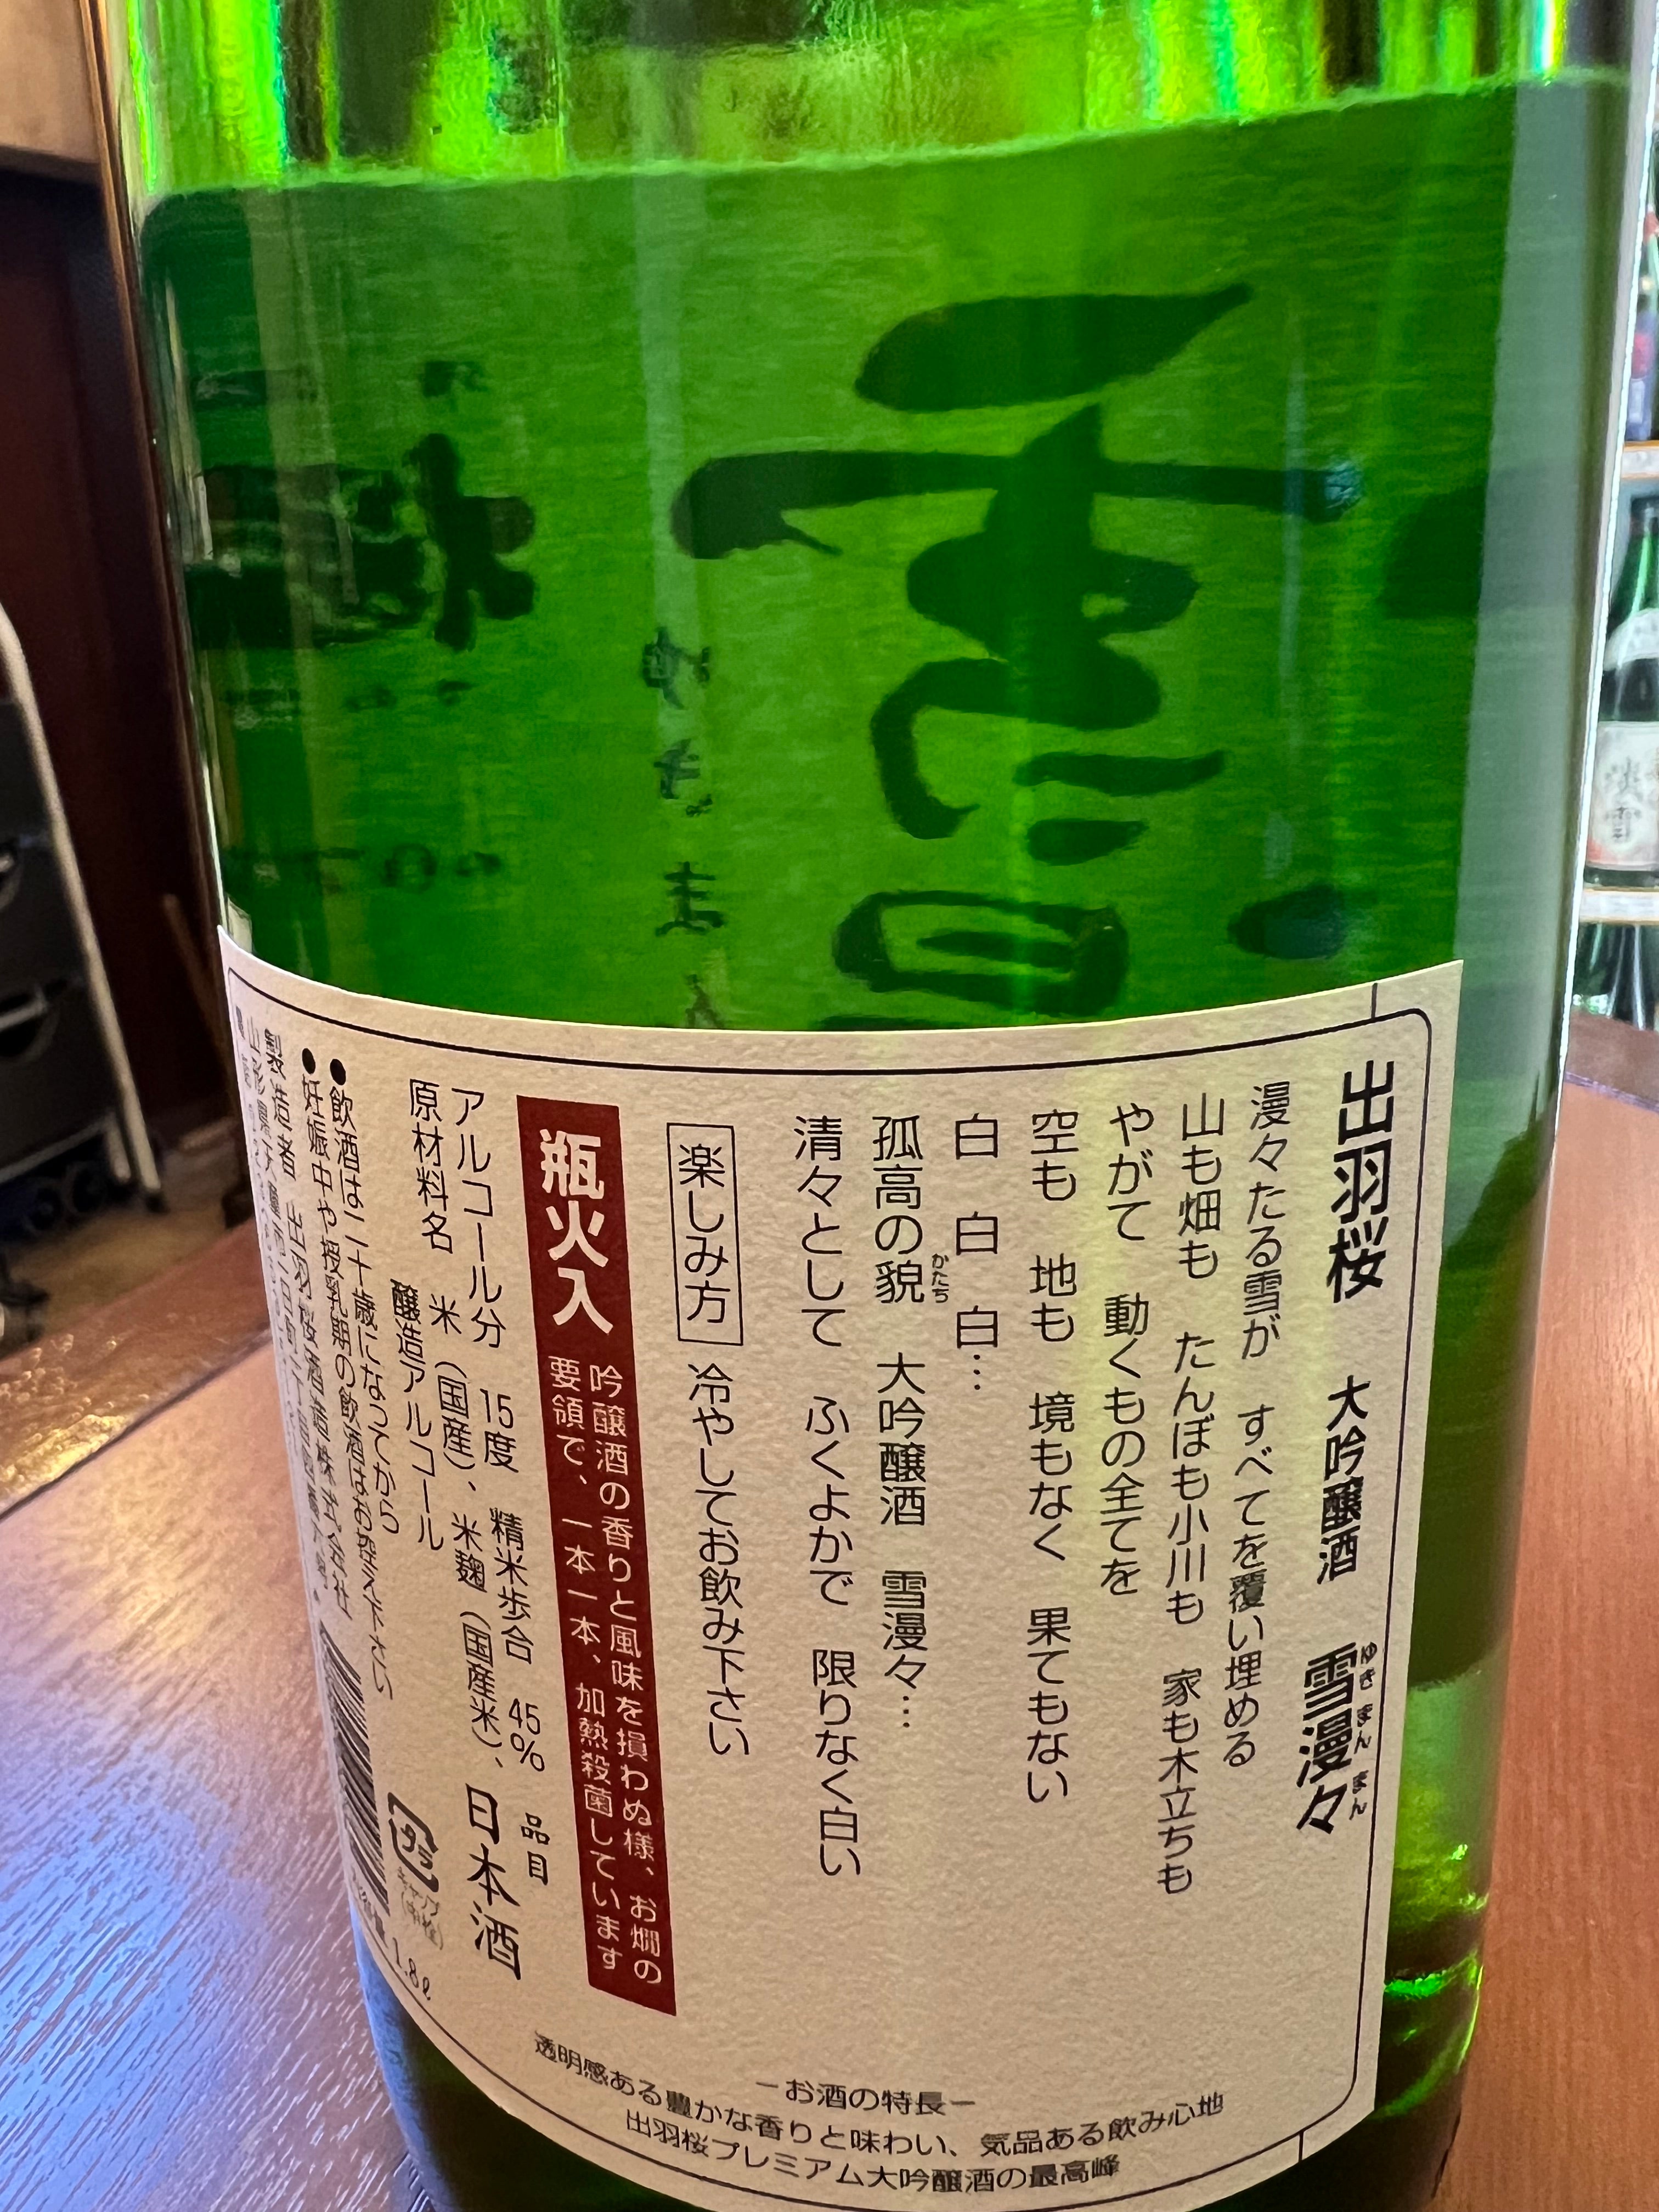 出羽桜　大吟醸酒　雪漫々
ゆきまんまん
漫々たる雪が　すべてを覆い埋める
山も畑も　たんぼも小川も　家も木立ちも
やがて　動くもの全てを
空も　地も　境もなく　果てもない
白　白　白…
孤高の貌　大吟醸酒　雪漫々…
かたち
清々として　ふくよかで　限りなく白い
楽しみ方　冷やしてお飲み下さい
瓶火入
吟醸酒の香りと風味を損わぬ様、お燗の
要領で、一本一本、加熱殺菌しています
アルコール分　15度　精米歩合　45%
原材料名　米（国産）、米麹（国産米）、
醸造アルコール
品目
日本酒
●飲酒は二十歳になってから
●妊娠中や授乳期の飲酒はお控え下さい
製造者　出羽桜酒造株式会社
1.8ℓ
－お酒の特長－
透明感ある豊かな香りと味わい、気品ある飲み心地
出羽桜プレミアム大吟醸酒の最高峰